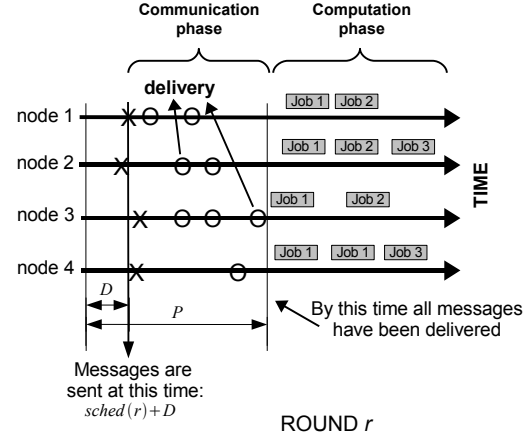 Communication
phase
Computation
phase
delivery
node 1 X O O Job 1 Job 2
node 2 X O O Job 1 Job 2 Job 3
node 3 X O O O Job 1 Job 2
node 4 X O Job 1 Job 1 Job 3
TIME
D
P
By this time all messages
have been delivered
Messages are
sent at this time:
sched(r)+D
ROUND r